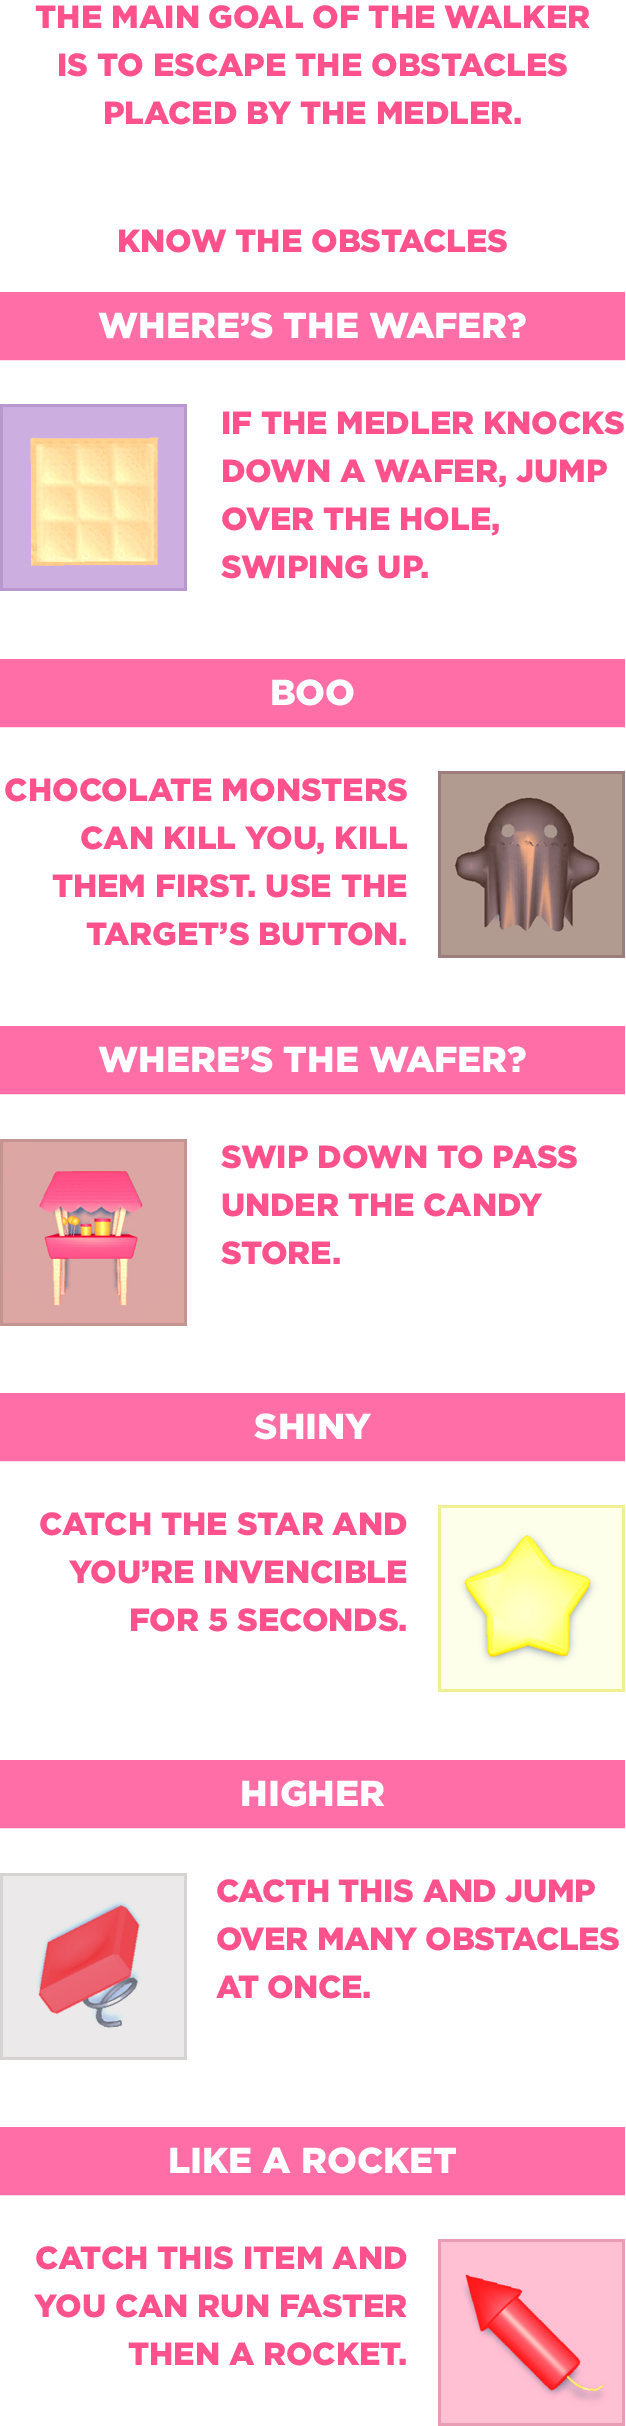 THE MAIN GOAL OF THE WALKER
IS TO ESCAPE THE OBSTACLES
PLACED BY THE MEDLER.
KNOW THE OBSTACLES
WHERE'S THE WAFER?
IF THE MEDLER KNOCKS
DOWN A WAFER, JUMP
OVER THE HOLE,
SWIPING UP.
BOO
CHOCOLATE MONSTERS
CAN KILL YOU, KILL
THEM FIRST. USE THE
TARGET'S BUTTON.
WHERE'S THE WAFER?
SWIP DOWN TO PASS
UNDER THE CANDY
STORE.
SHINY
CATCH THE STAR AND
YOU'RE INVENCIBLE
FOR 5 SECONDS.
HIGHER
CACTH THIS AND JUMP
OVER MANY OBSTACLES
AT ONCE.
LIKE A ROCKET
CATCH THIS ITEM AND
YOU CAN RUN FASTER
THEN A ROCKET.